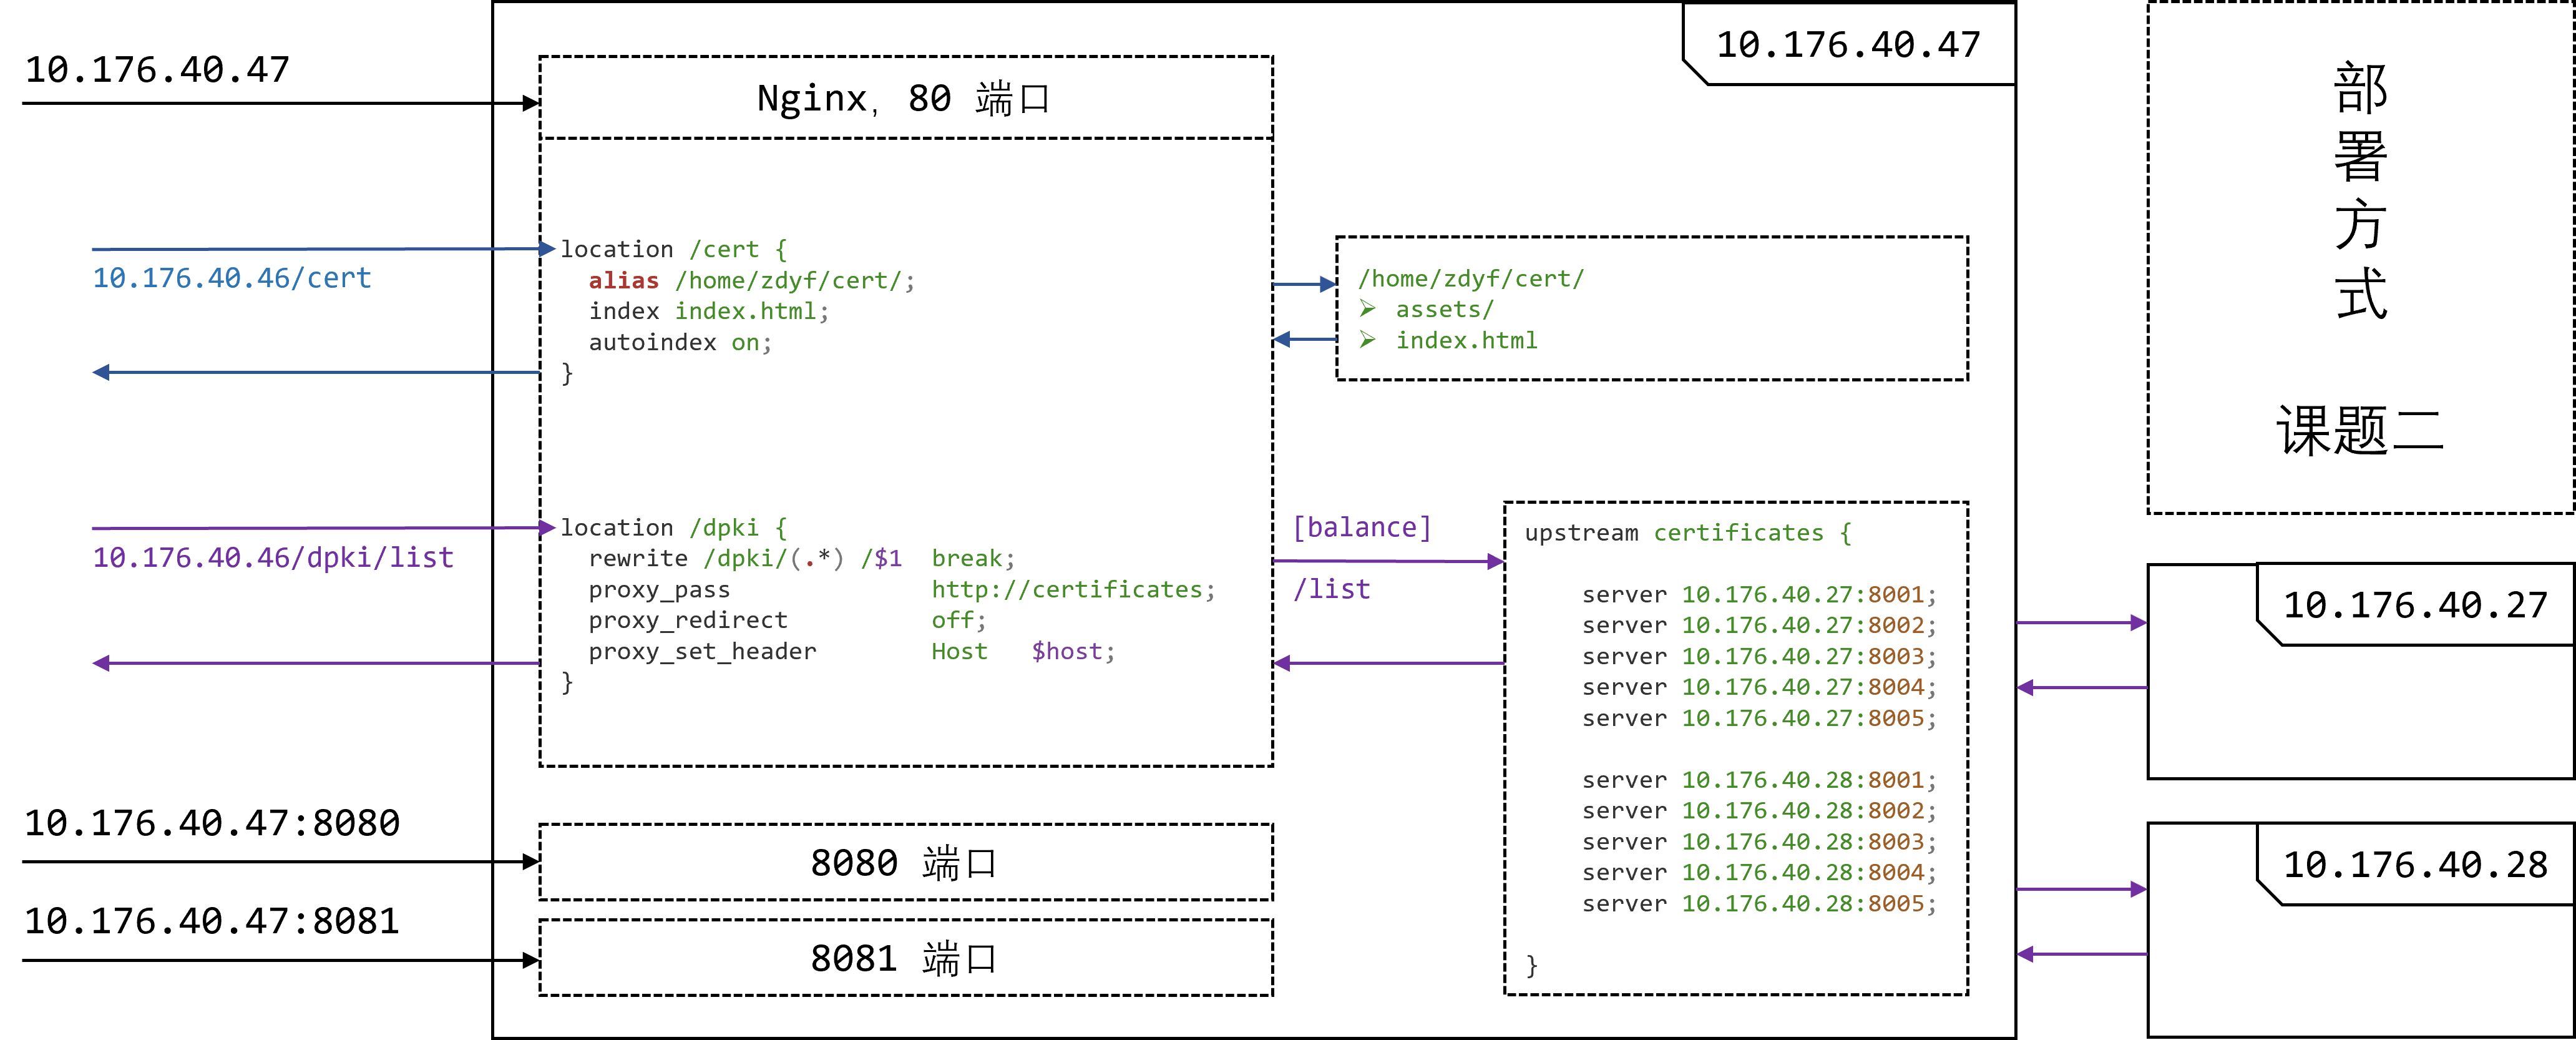 10.176.40.47
Nginx, 80 端口
10.176.40.47
10.176.40.46/cert
location /cert {
  alias /home/zdyf/cert/;
  index index.html;
  autoindex on;
}
/home/zdyf/cert/
➢ assets/
➢ index.html
10.176.40.46/dpki/list
location /dpki {
  rewrite /dpki/(.*) /$1  break;
  proxy_pass              http://certificates;
  proxy_redirect          off;
  proxy_set_header        Host   $host;
}
[balance]
/list
upstream certificates {
    server 10.176.40.27:8001;
    server 10.176.40.27:8002;
    server 10.176.40.27:8003;
    server 10.176.40.27:8004;
    server 10.176.40.27:8005;
    server 10.176.40.28:8001;
    server 10.176.40.28:8002;
    server 10.176.40.28:8003;
    server 10.176.40.28:8004;
    server 10.176.40.28:8005;
}
10.176.40.47:8080
8080 端口
10.176.40.47:8081
8081 端口
部
署
方
式
课题二
10.176.40.27
10.176.40.28